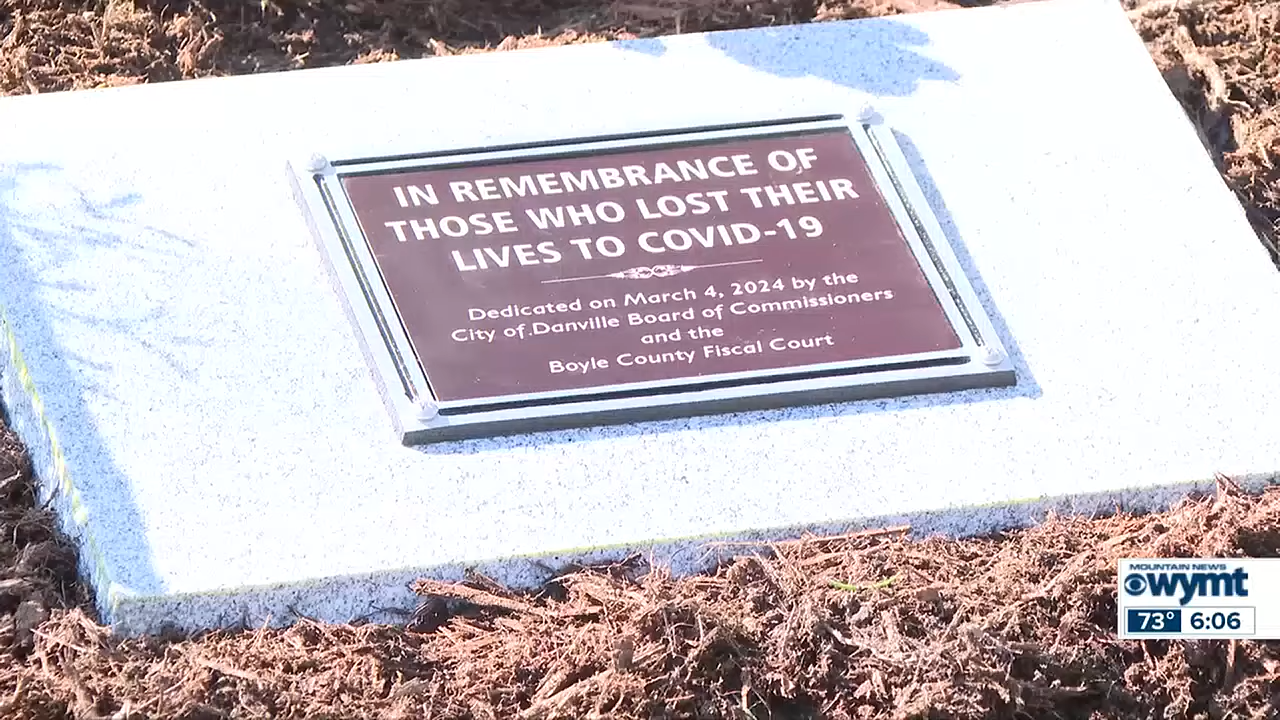 IN REMEMBRANCE OF
THOSE WHO LOST THEIR
LIVES TO COVID-19
Dedicated on March 4, 2024 by the
City of Danville Board of Commissioners
and the
Boyle County Fiscal Court
MOUNTAIN NEWS
wymt
73° 6:06